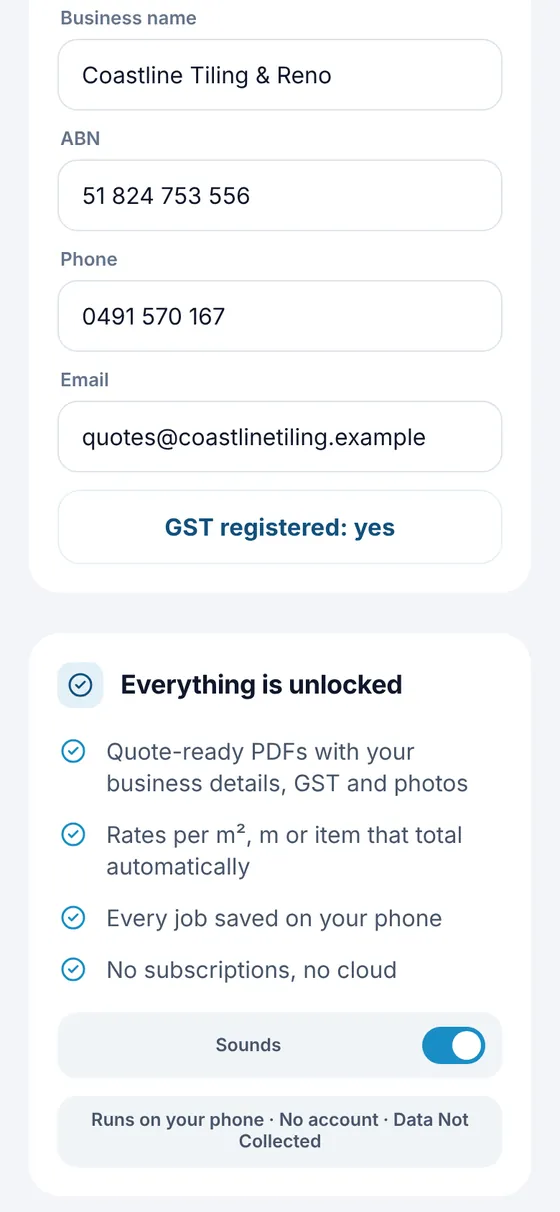 Business name
Coastline Tiling & Reno
ABN
51 824 753 556
Phone
0491 570 167
Email
quotes@coastlinetiling.example
GST registered: yes
Everything is unlocked
Quote-ready PDFs with your
business details, GST and photos
Rates per m², m or item that total
automatically
Every job saved on your phone
No subscriptions, no cloud
Sounds
Runs on your phone · No account · Data Not
Collected